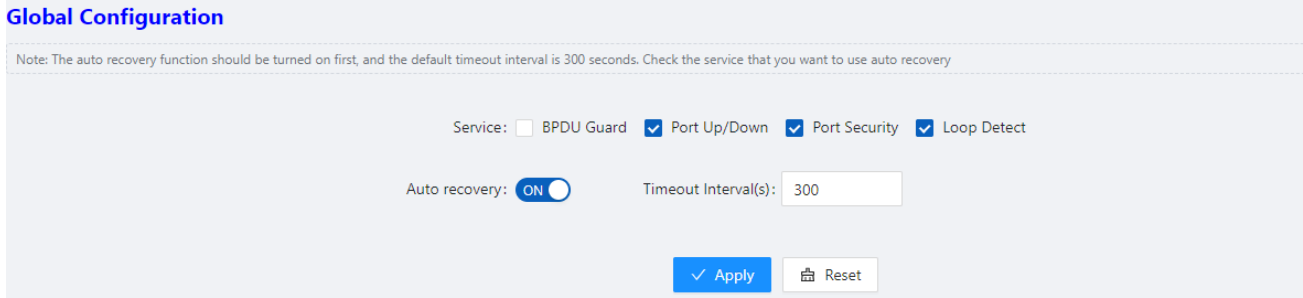 Global Configuration
Note: The auto recovery function should be turned on first, and the default timeout interval is 300 seconds. Check the service that you want to use auto recovery
Service: BPDU Guard Port Up/Down Port Security Loop Detect
Auto recovery: ON Timeout Interval(s): 300
Apply Reset